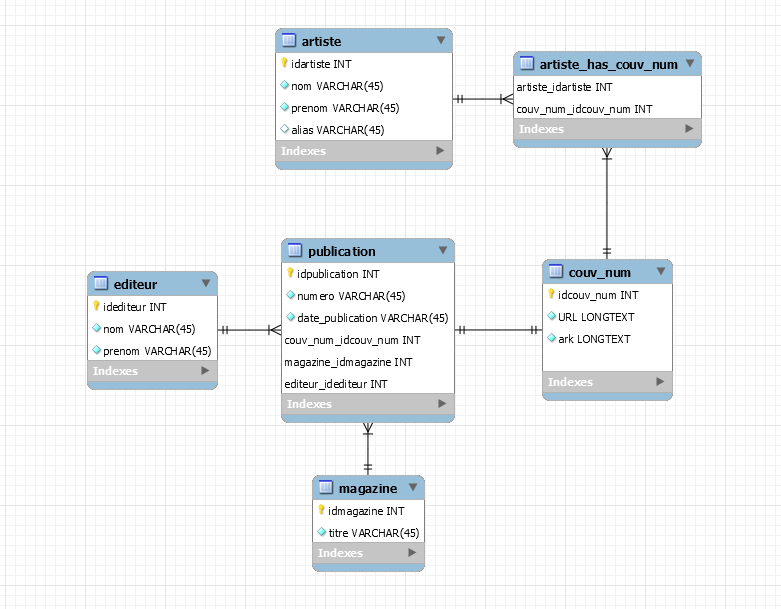 artiste
idartiste INT
nom VARCHAR(45)
prenom VARCHAR(45)
alias VARCHAR(45)
Indexes
artiste_has_couv_num
artiste_idartiste INT
couv_num_idcouv_num INT
Indexes
editeur
idediteur INT
nom VARCHAR(45)
prenom VARCHAR(45)
Indexes
publication
idpublication INT
numero VARCHAR(45)
date_publication VARCHAR(45)
couv_num_idcouv_num INT
magazine_idmagazine INT
editeur_idediteur INT
Indexes
couv_num
idcouv_num INT
URL LONGTEXT
ark LONGTEXT
Indexes
magazine
idmagazine INT
titre VARCHAR(45)
Indexes